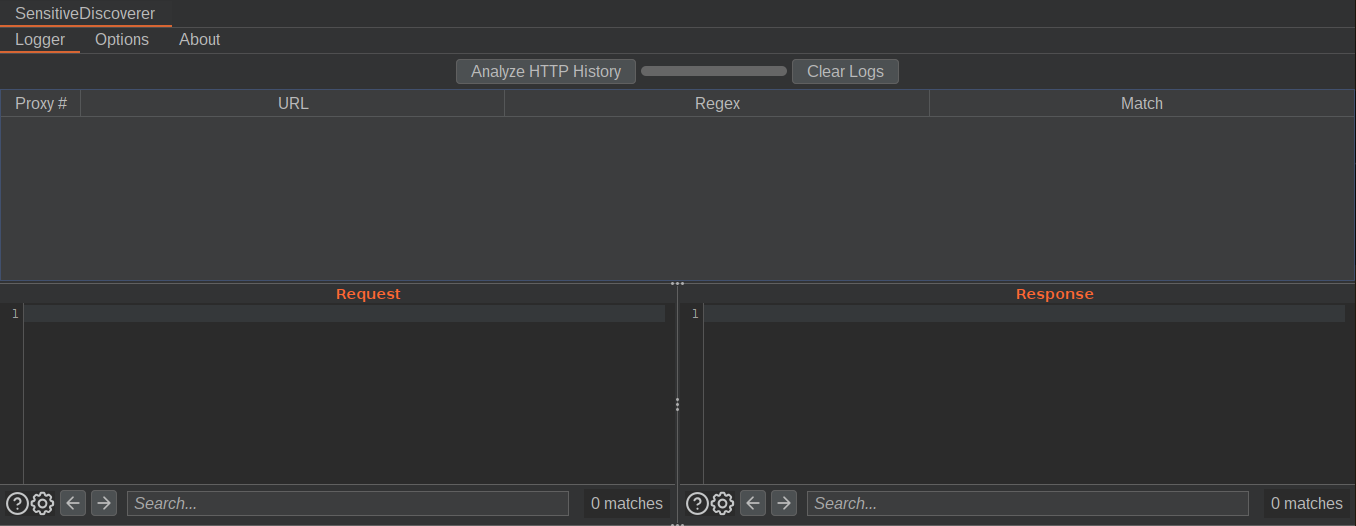 SensitiveDiscoverer
Logger Options About
Analyze HTTP History Clear Logs
Proxy # URL Regex Match
Request Response
1 1
Search... 0 matches Search... 0 matches